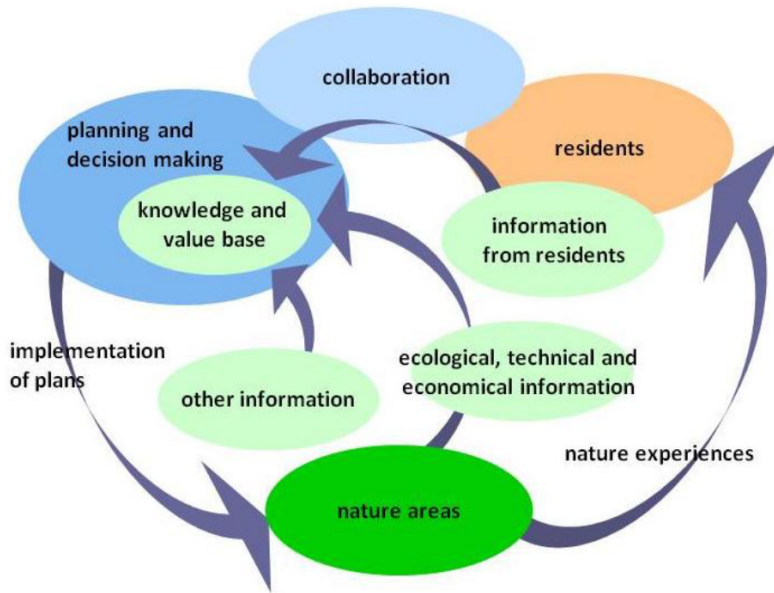 collaboration
planning and
decision making
residents
knowledge and
value base
information
from residents
implementation
of plans
ecological, technical and
economical information
other information
nature experiences
nature areas